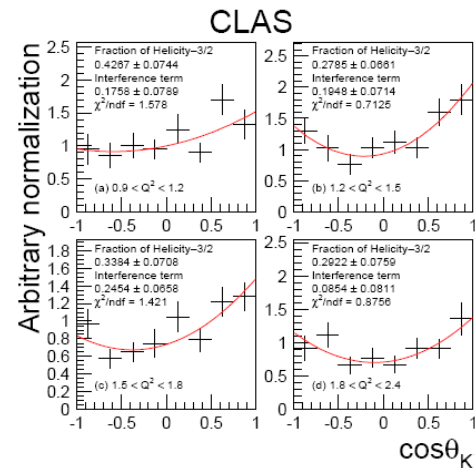 CLAS
Arbitrary normalization
2.5
2
1.5
1
0.5
0
Fraction of Helicity–3/2
0.4267 ± 0.0744
Interference term
0.1758 ± 0.0789
χ²/ndf = 1.578
(a) 0.9 < Q² < 1.2
-1 -0.5 0 0.5 1
2.5
2
1.5
1
0.5
0
Fraction of Helicity–3/2
0.2785 ± 0.0661
Interference term
0.1948 ± 0.0714
χ²/ndf = 0.7125
(b) 1.2 < Q² < 1.5
-1 -0.5 0 0.5 1
1.8
1.6
1.4
1.2
1
0.8
0.6
0.4
0.2
0
Fraction of Helicity–3/2
0.3384 ± 0.0708
Interference term
0.2454 ± 0.0658
χ²/ndf = 1.421
(c) 1.5 < Q² < 1.8
-1 -0.5 0 0.5 1
2.5
2
1.5
1
0.5
0
Fraction of Helicity–3/2
0.2922 ± 0.0759
Interference term
0.0854 ± 0.0811
χ²/ndf = 0.8756
(d) 1.8 < Q² < 2.4
-1 -0.5 0 0.5 1
cosθ_K